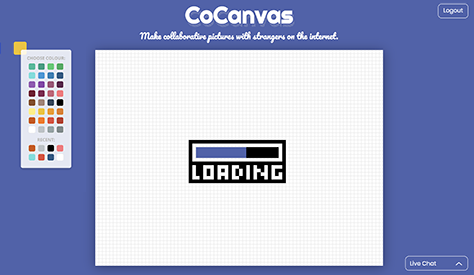 CoCanvas
Logout
Make collaborative pictures with strangers on the internet.
CHOOSE COLOUR:
RECENT:
LOADING
Live Chat